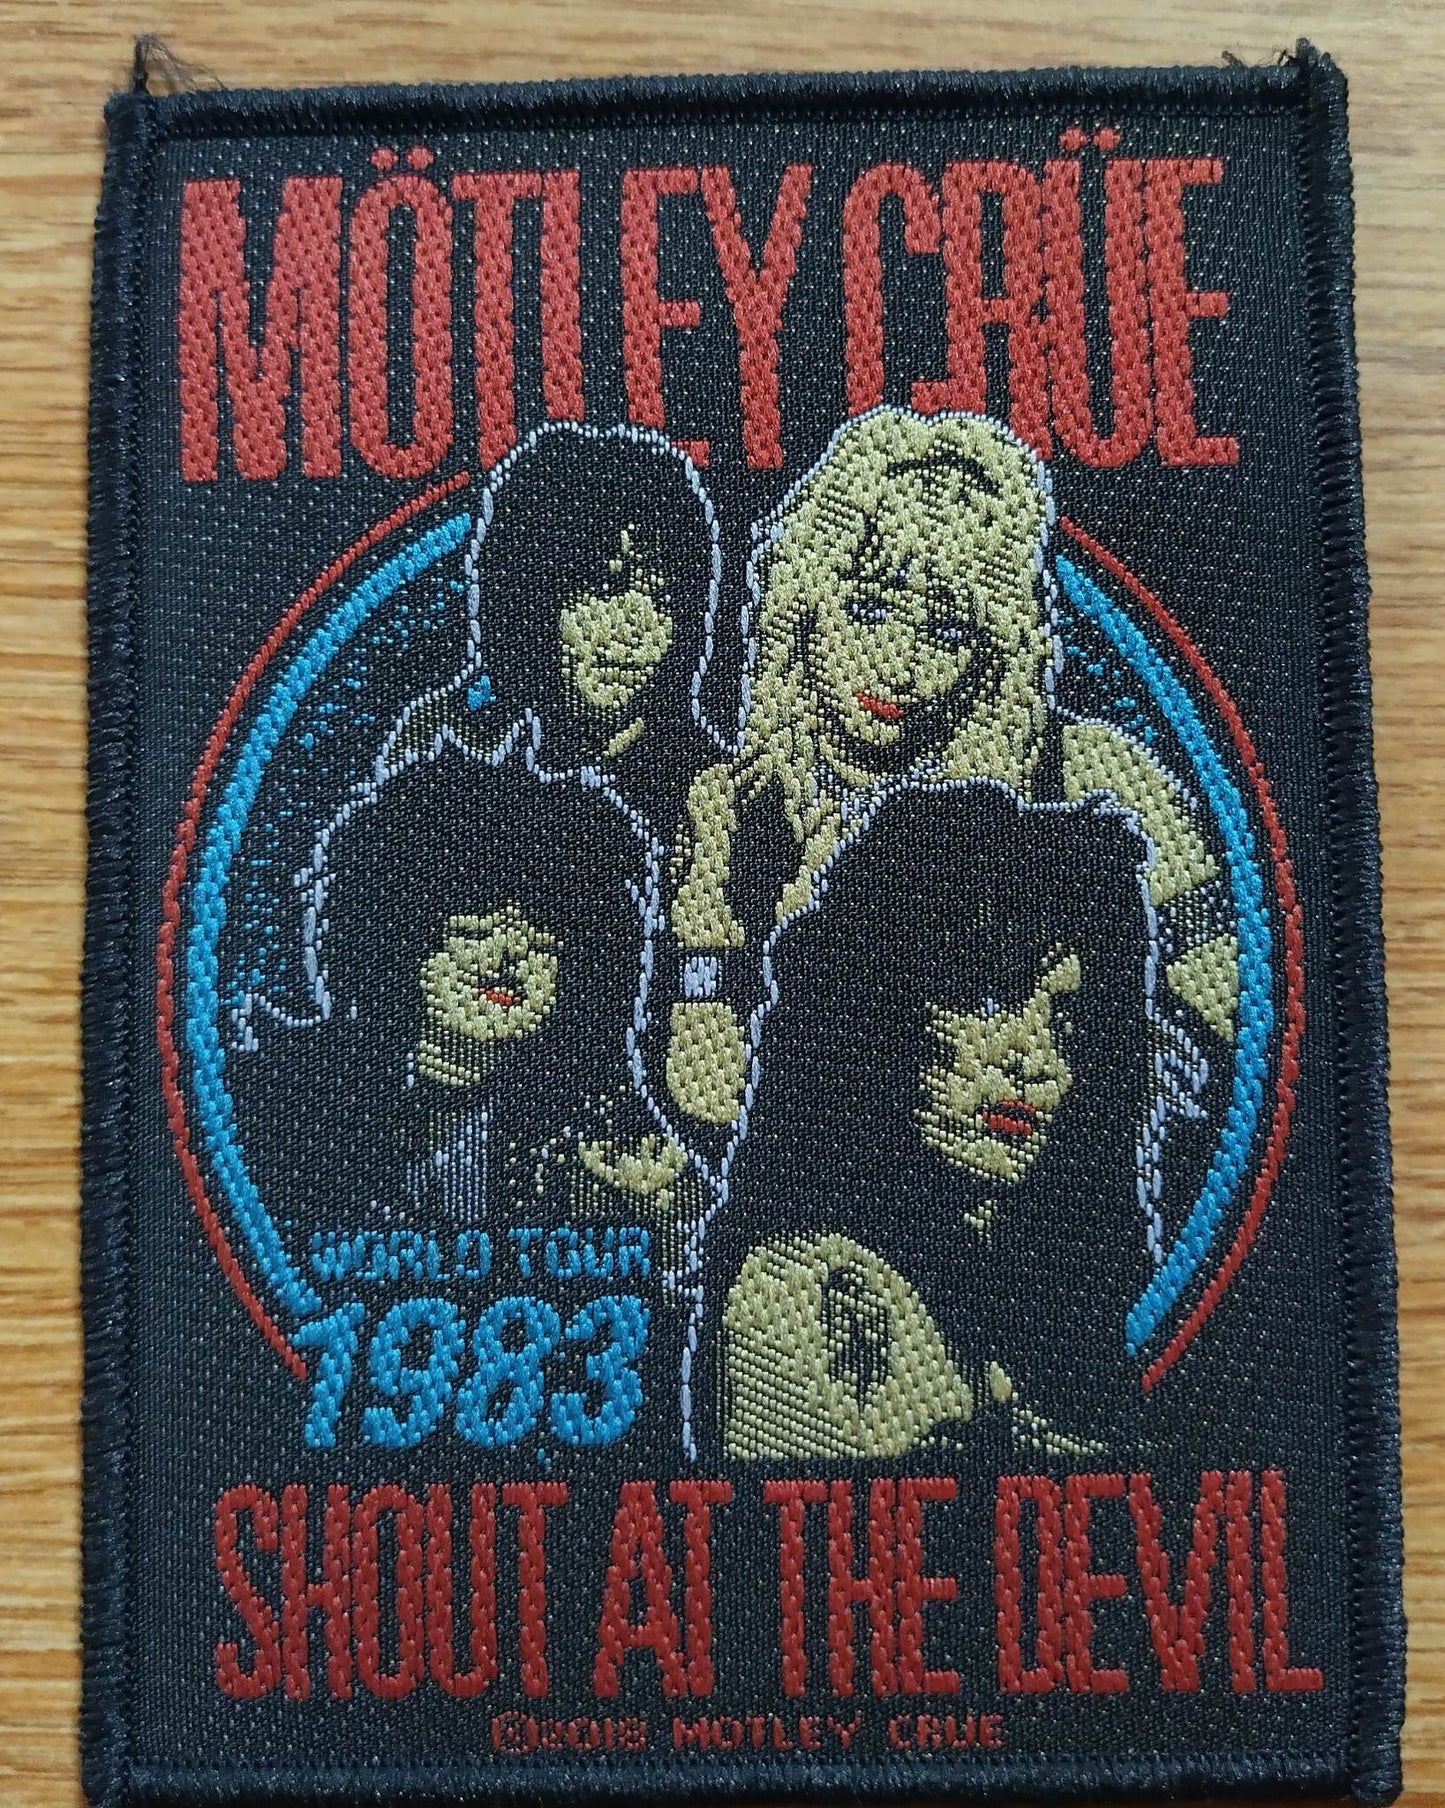 MÖTLEY CRÜE
WORLD TOUR
1983
SHOUT AT THE DEVIL
©2018 MOTLEY CRUE